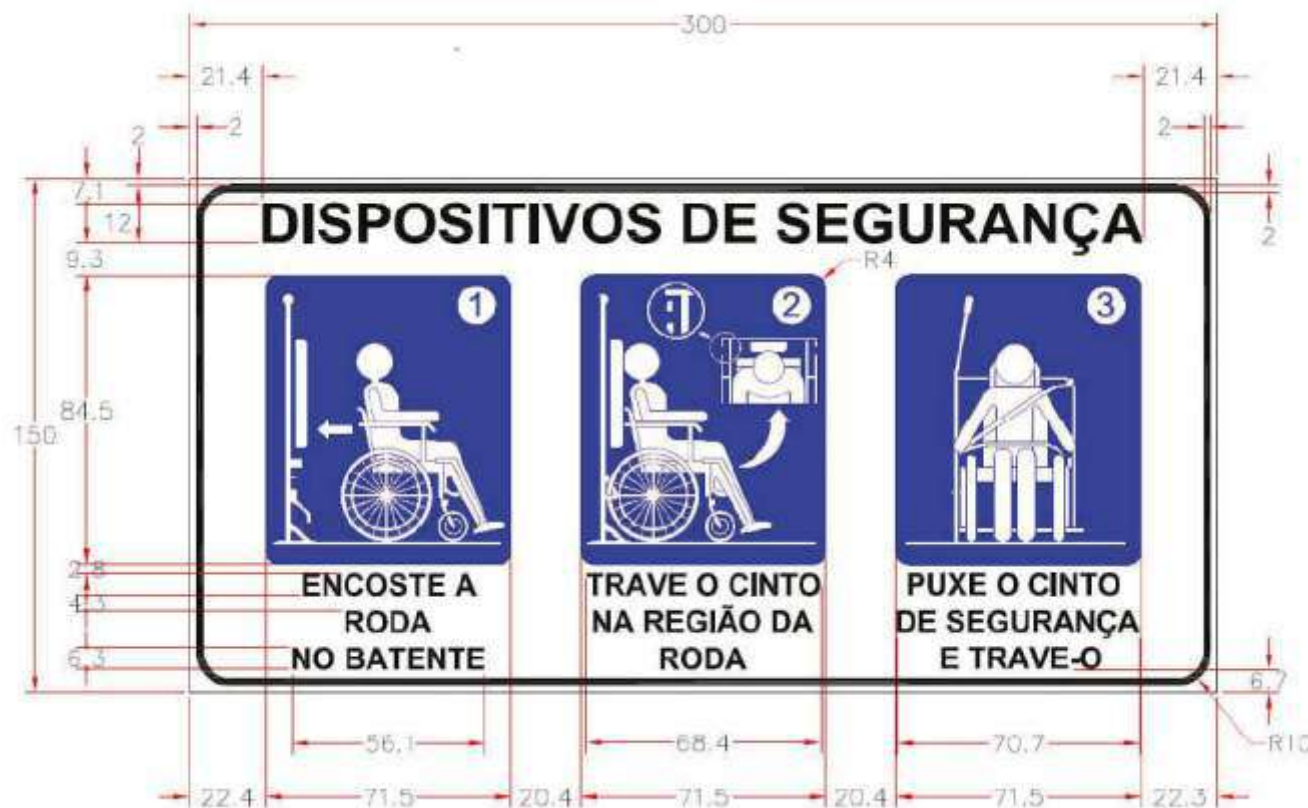 300
21.4 21.4
2 2 2
7.1
12 2
9.3
DISPOSITIVOS DE SEGURANÇA
R4
1 2 3
84.5
150
2.8
4.3
6.3
ENCOSTE A
RODA
NO BATENTE
TRAVE O CINTO
NA REGIÃO DA
RODA
PUXE O CINTO
DE SEGURANÇA
E TRAVE-O
6.7
56.1 68.4 70.7 R10
22.4 71.5 20.4 71.5 20.4 71.5 22.3